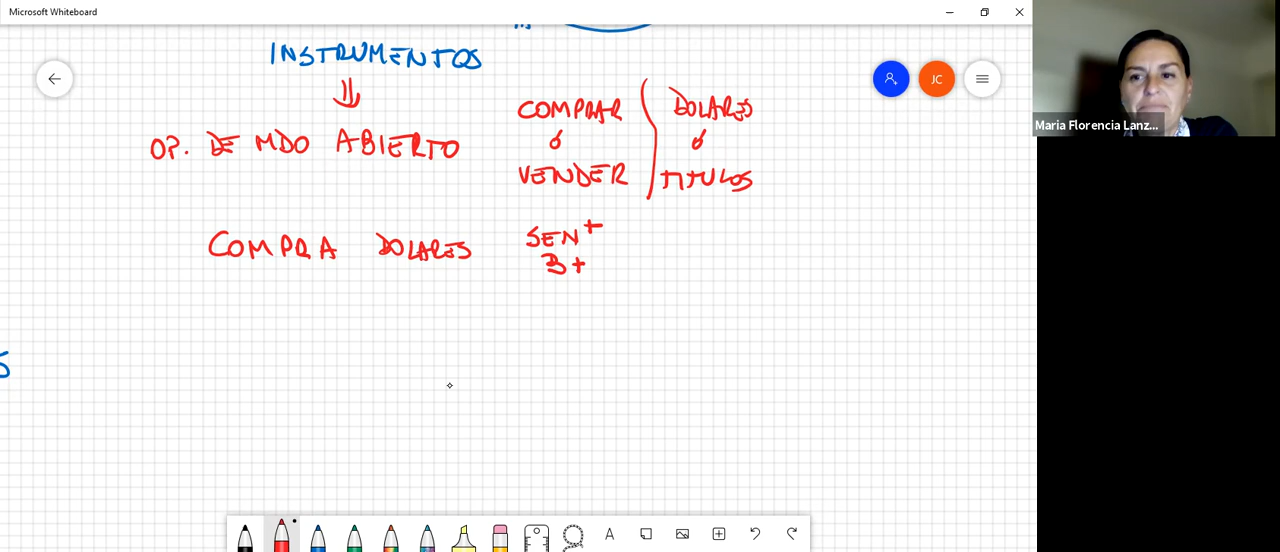 Microsoft Whiteboard
INSTRUMENTOS
OP. DE MDO ABIERTO
COMPRAR
ó
VENDER
DOLARES
ó
TITULOS
COMPRA DOLARES
SEN+
B+
JC
Maria Florencia Lanz...
A